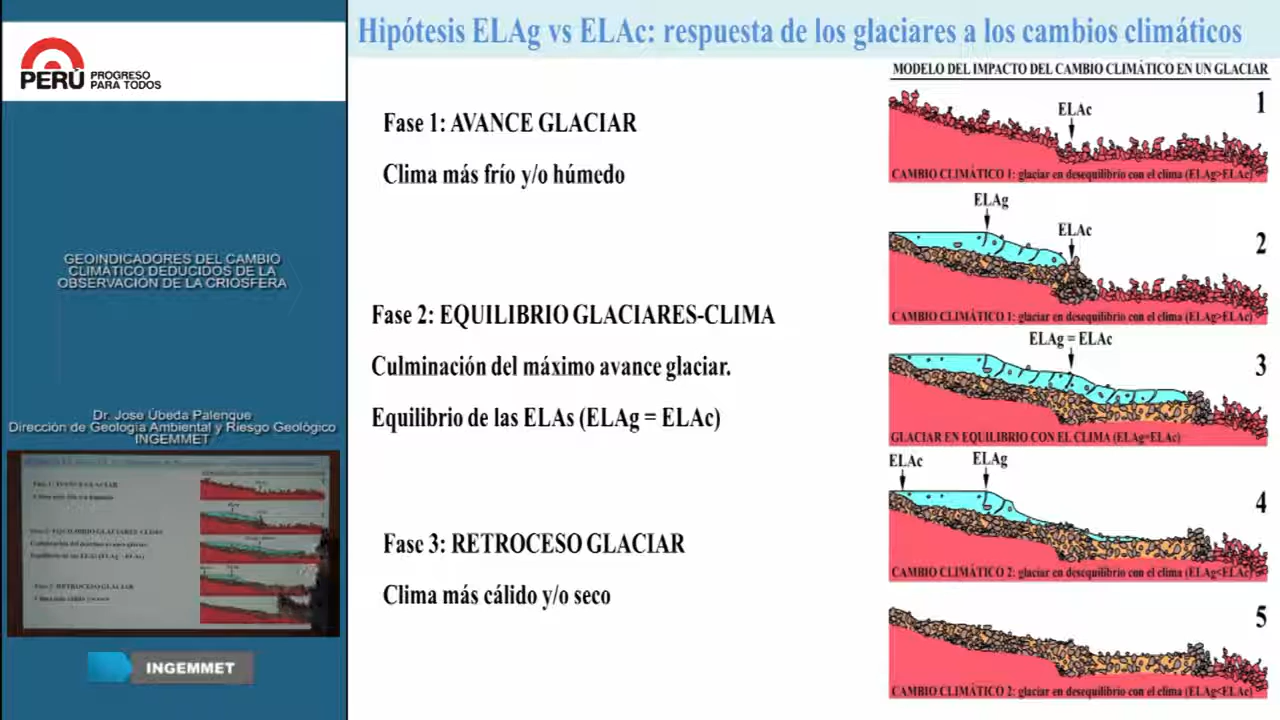 Hipótesis ELAg vs ELAc: respuesta de los glaciares a los cambios climáticos
PERÚ
PROGRESO
PARA TODOS
GEOINDICADORES DEL CAMBIO
CLIMÁTICO DEDUCIDOS DE LA
OBSERVACIÓN DE LA CRIÓSFERA
Dr. Jose Úbeda Palenque
Dirección de Geología Ambiental y Riesgo Geológico
INGEMMET
INGEMMET
Fase 1: AVANCE GLACIAR
Clima más frío y/o húmedo
Fase 2: EQUILIBRIO GLACIARES-CLIMA
Culminación del máximo avance glaciar.
Equilibrio de las ELAs (ELAg = ELAc)
Fase 3: RETROCESO GLACIAR
Clima más cálido y/o seco
MODELO DEL IMPACTO DEL CAMBIO CLIMÁTICO EN UN GLACIAR
1
ELAc
CAMBIO CLIMÁTICO 1: glaciar en desequilibrio con el clima (ELAg>ELAc)
ELAg
ELAc
2
CAMBIO CLIMÁTICO 1: glaciar en desequilibrio con el clima (ELAg>ELAc)
ELAg = ELAc
3
GLACIAR EN EQUILIBRIO CON EL CLIMA (ELAg=ELAc)
ELAc
ELAg
4
CAMBIO CLIMÁTICO 2: glaciar en desequilibrio con el clima (ELAg<ELAc)
5
CAMBIO CLIMÁTICO 2: glaciar en desequilibrio con el clima (ELAg<ELAc)